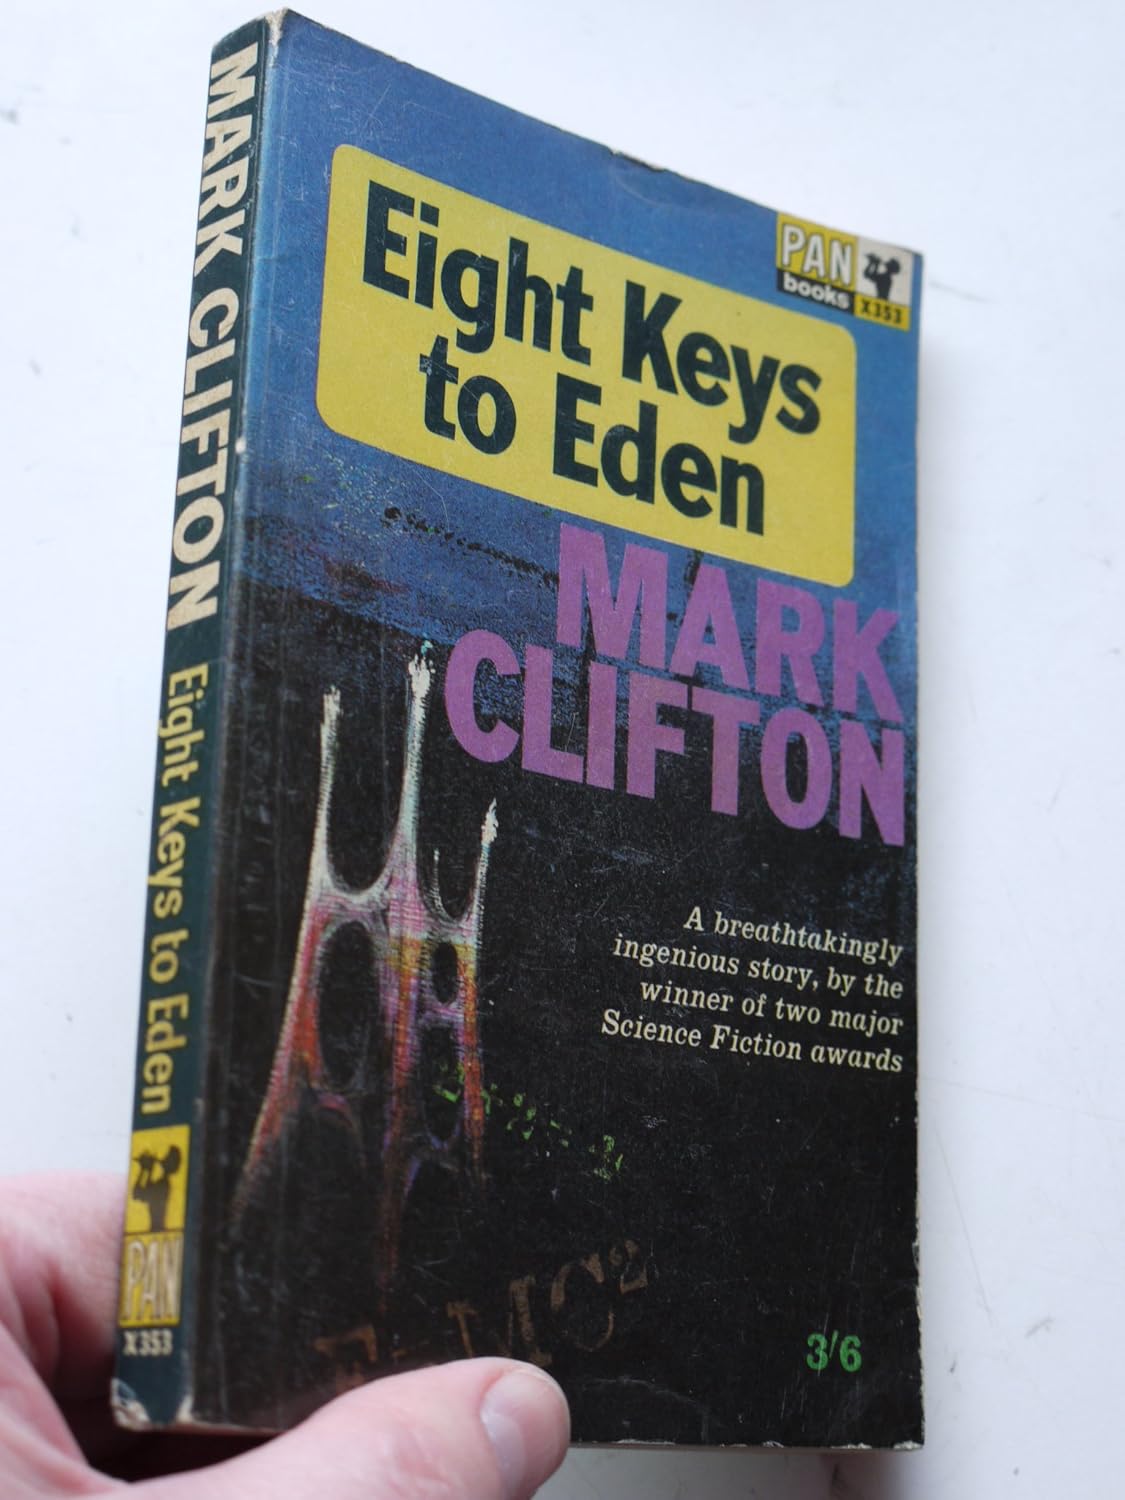 MARK CLIFTON Eight Keys to Eden
PAN
X353
PAN
books X353
Eight Keys
to Eden
MARK
CLIFTON
A breathtakingly
ingenious story, by the
winner of two major
Science Fiction awards
MC²
3/6